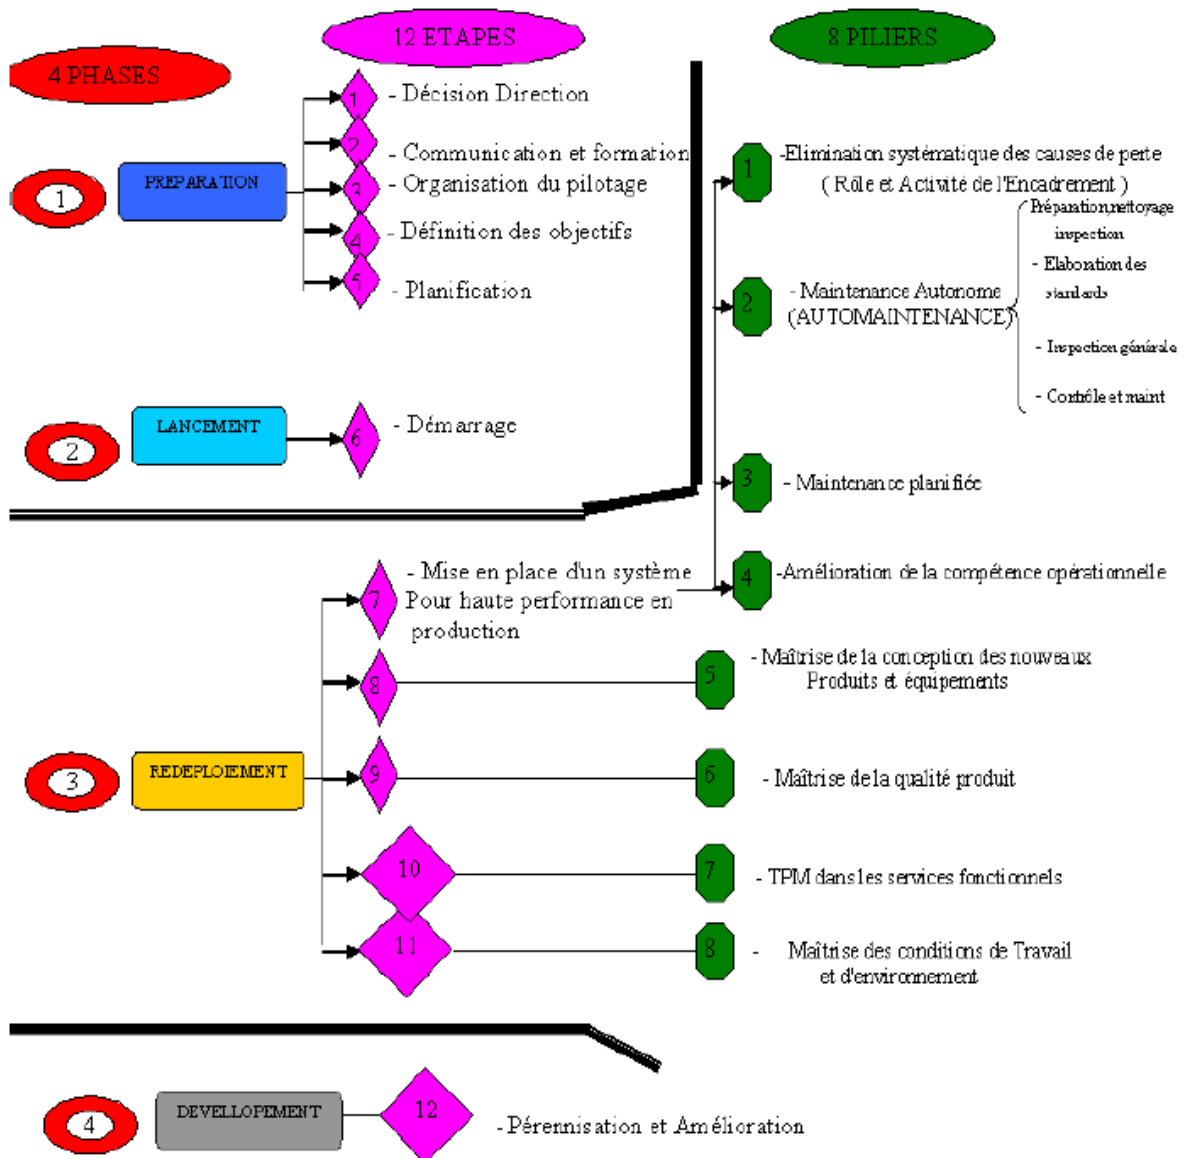 12 ETAPES
8 PILIERS
4 PHASES
1
PREPARATION
1
- Décision Direction
2
- Communication et formation
3
- Organisation du pilotage
4
- Définition des objectifs
5
- Planification
2
LANCEMENT
6
- Démarrage
1
-Elimination systématique des causes de perte
( Rôle et Activité de l'Encadrement )
2
- Maintenance Autonome
(AUTOMAINTENANCE)
Préparation,nettoyage
inspection
- Elaboration des
standards
- Inspection générale
- Contrôle et maint
3
- Maintenance planifiée
4
-Amélioration de la compétence opérationnelle
3
REDEPLOIEMENT
7
- Mise en place d'un système
Pour haute performance en
production
8
5
- Maîtrise de la conception des nouveaux
Produits et équipements
9
6
- Maîtrise de la qualité produit
10
7
- TPM dans les services fonctionnels
11
8
- Maîtrise des conditions de Travail
et d'environnement
4
DEVELLOPEMENT
12
- Pérennisation et Amélioration